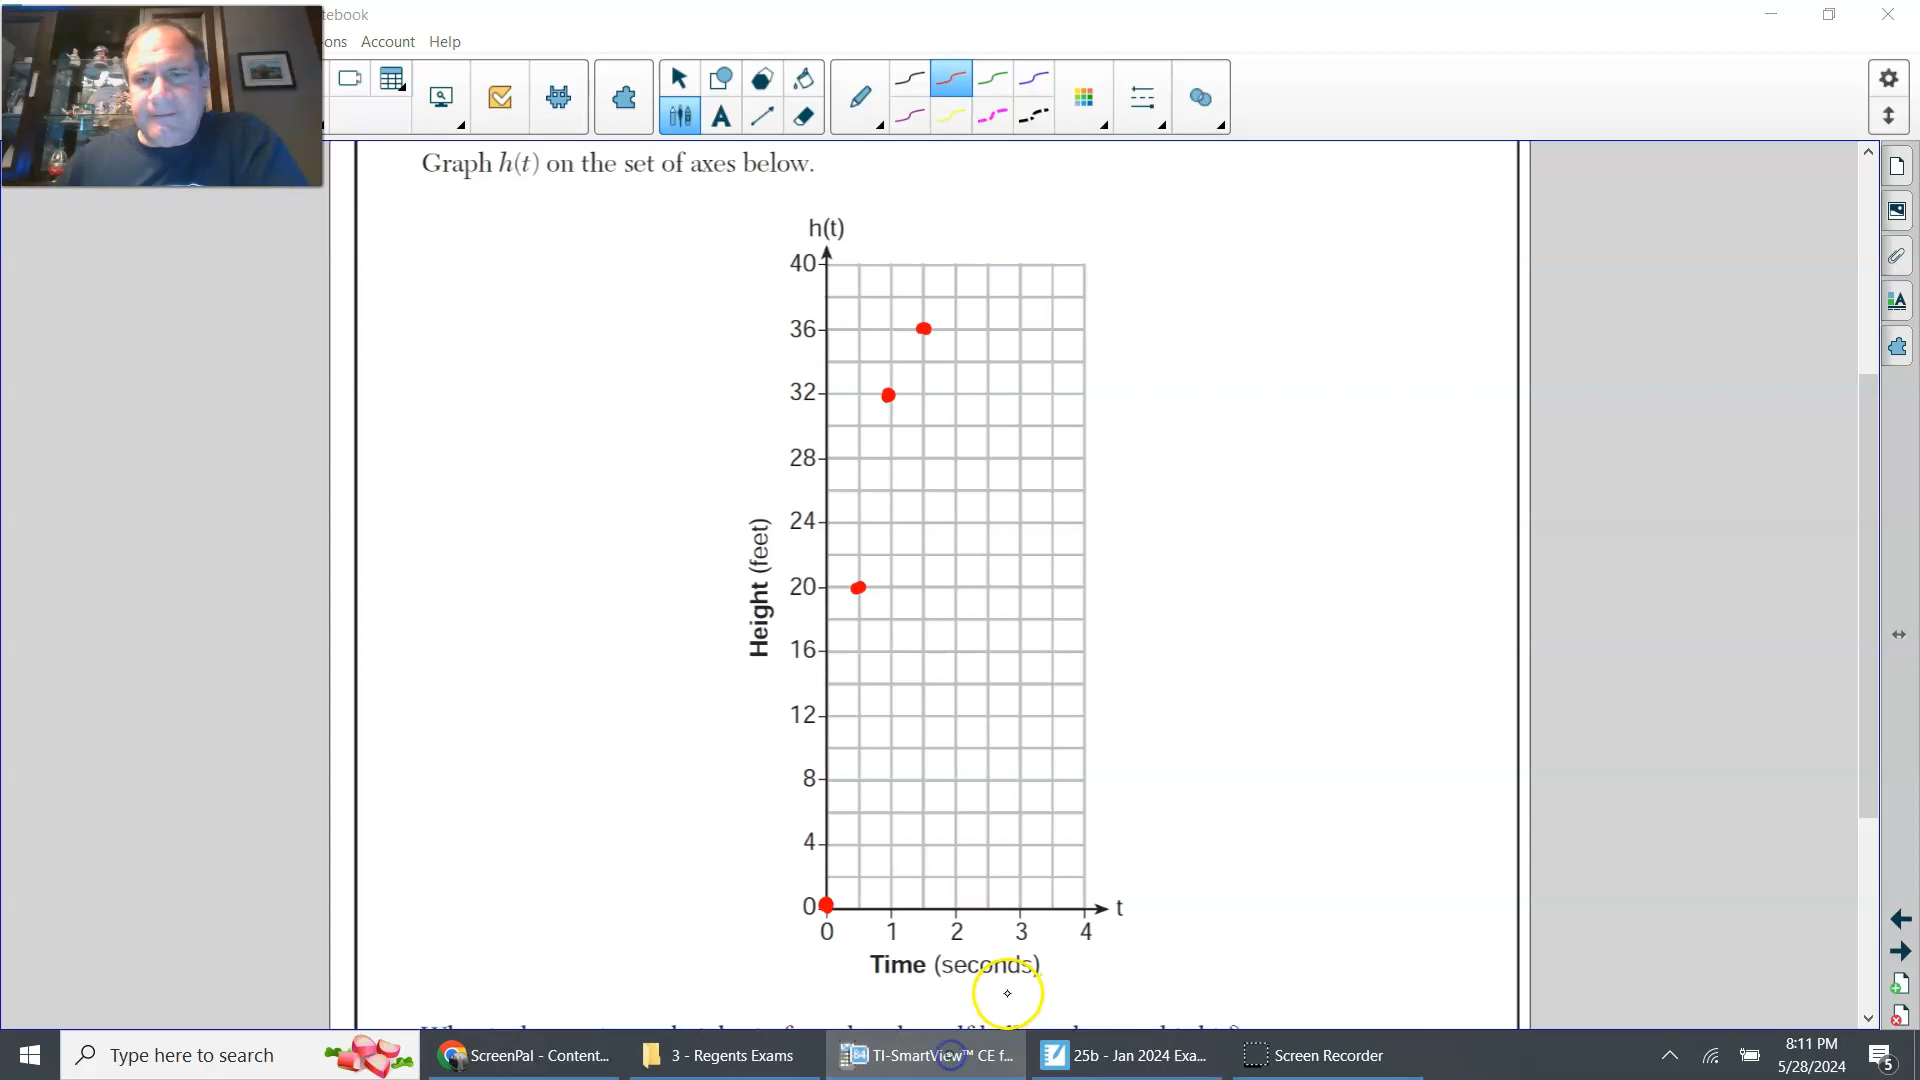 tebook
ons Account Help
Graph h(t) on the set of axes below.
h(t)
40
36
32
28
24
20
16
12
8
4
0
Height (feet)
t
0 1 2 3 4
Time (seconds)
Type here to search
ScreenPal - Content...
3 - Regents Exams
TI-SmartView™ CE f...
25b - Jan 2024 Exa...
Screen Recorder
8:11 PM
5/28/2024
5